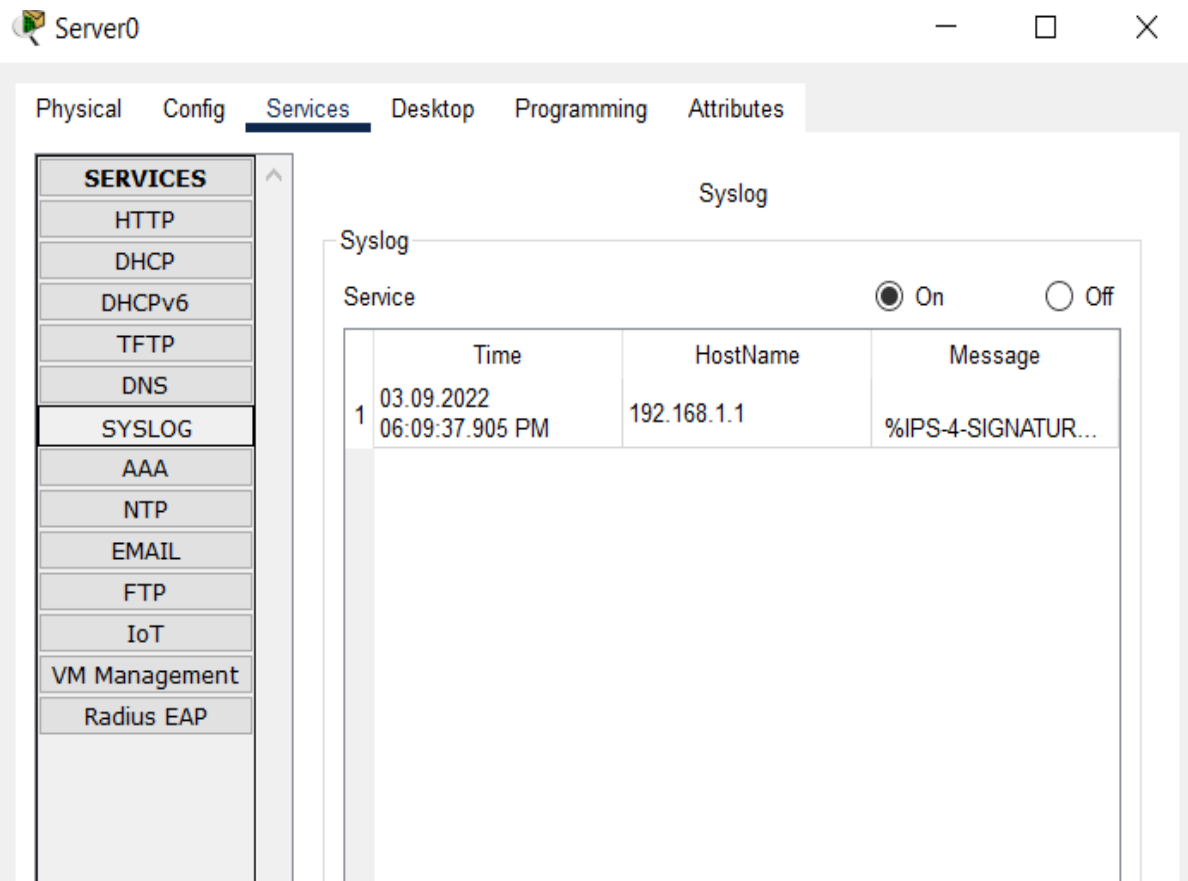 Server0
Physical Config Services Desktop Programming Attributes
SERVICES
HTTP
DHCP
DHCPv6
TFTP
DNS
SYSLOG
AAA
NTP
EMAIL
FTP
IoT
VM Management
Radius EAP
Syslog
Syslog
Service On Off
Time HostName Message
1 03.09.2022
06:09:37.905 PM 192.168.1.1 %IPS-4-SIGNATUR...